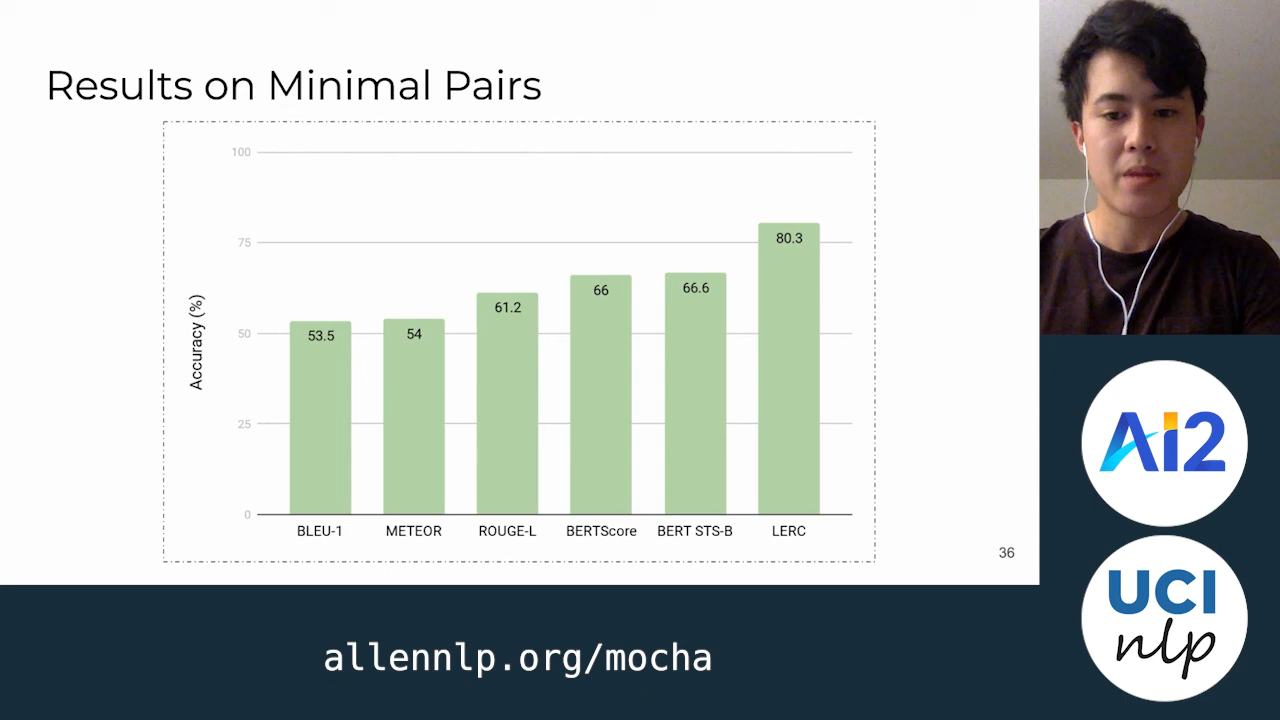 Results on Minimal Pairs
100
75
50
25
0
Accuracy (%)
53.5
54
61.2
66
66.6
80.3
BLEU-1
METEOR
ROUGE-L
BERTScore
BERT STS-B
LERC
36
Ai2
UCI
nlp
allennlp.org/mocha